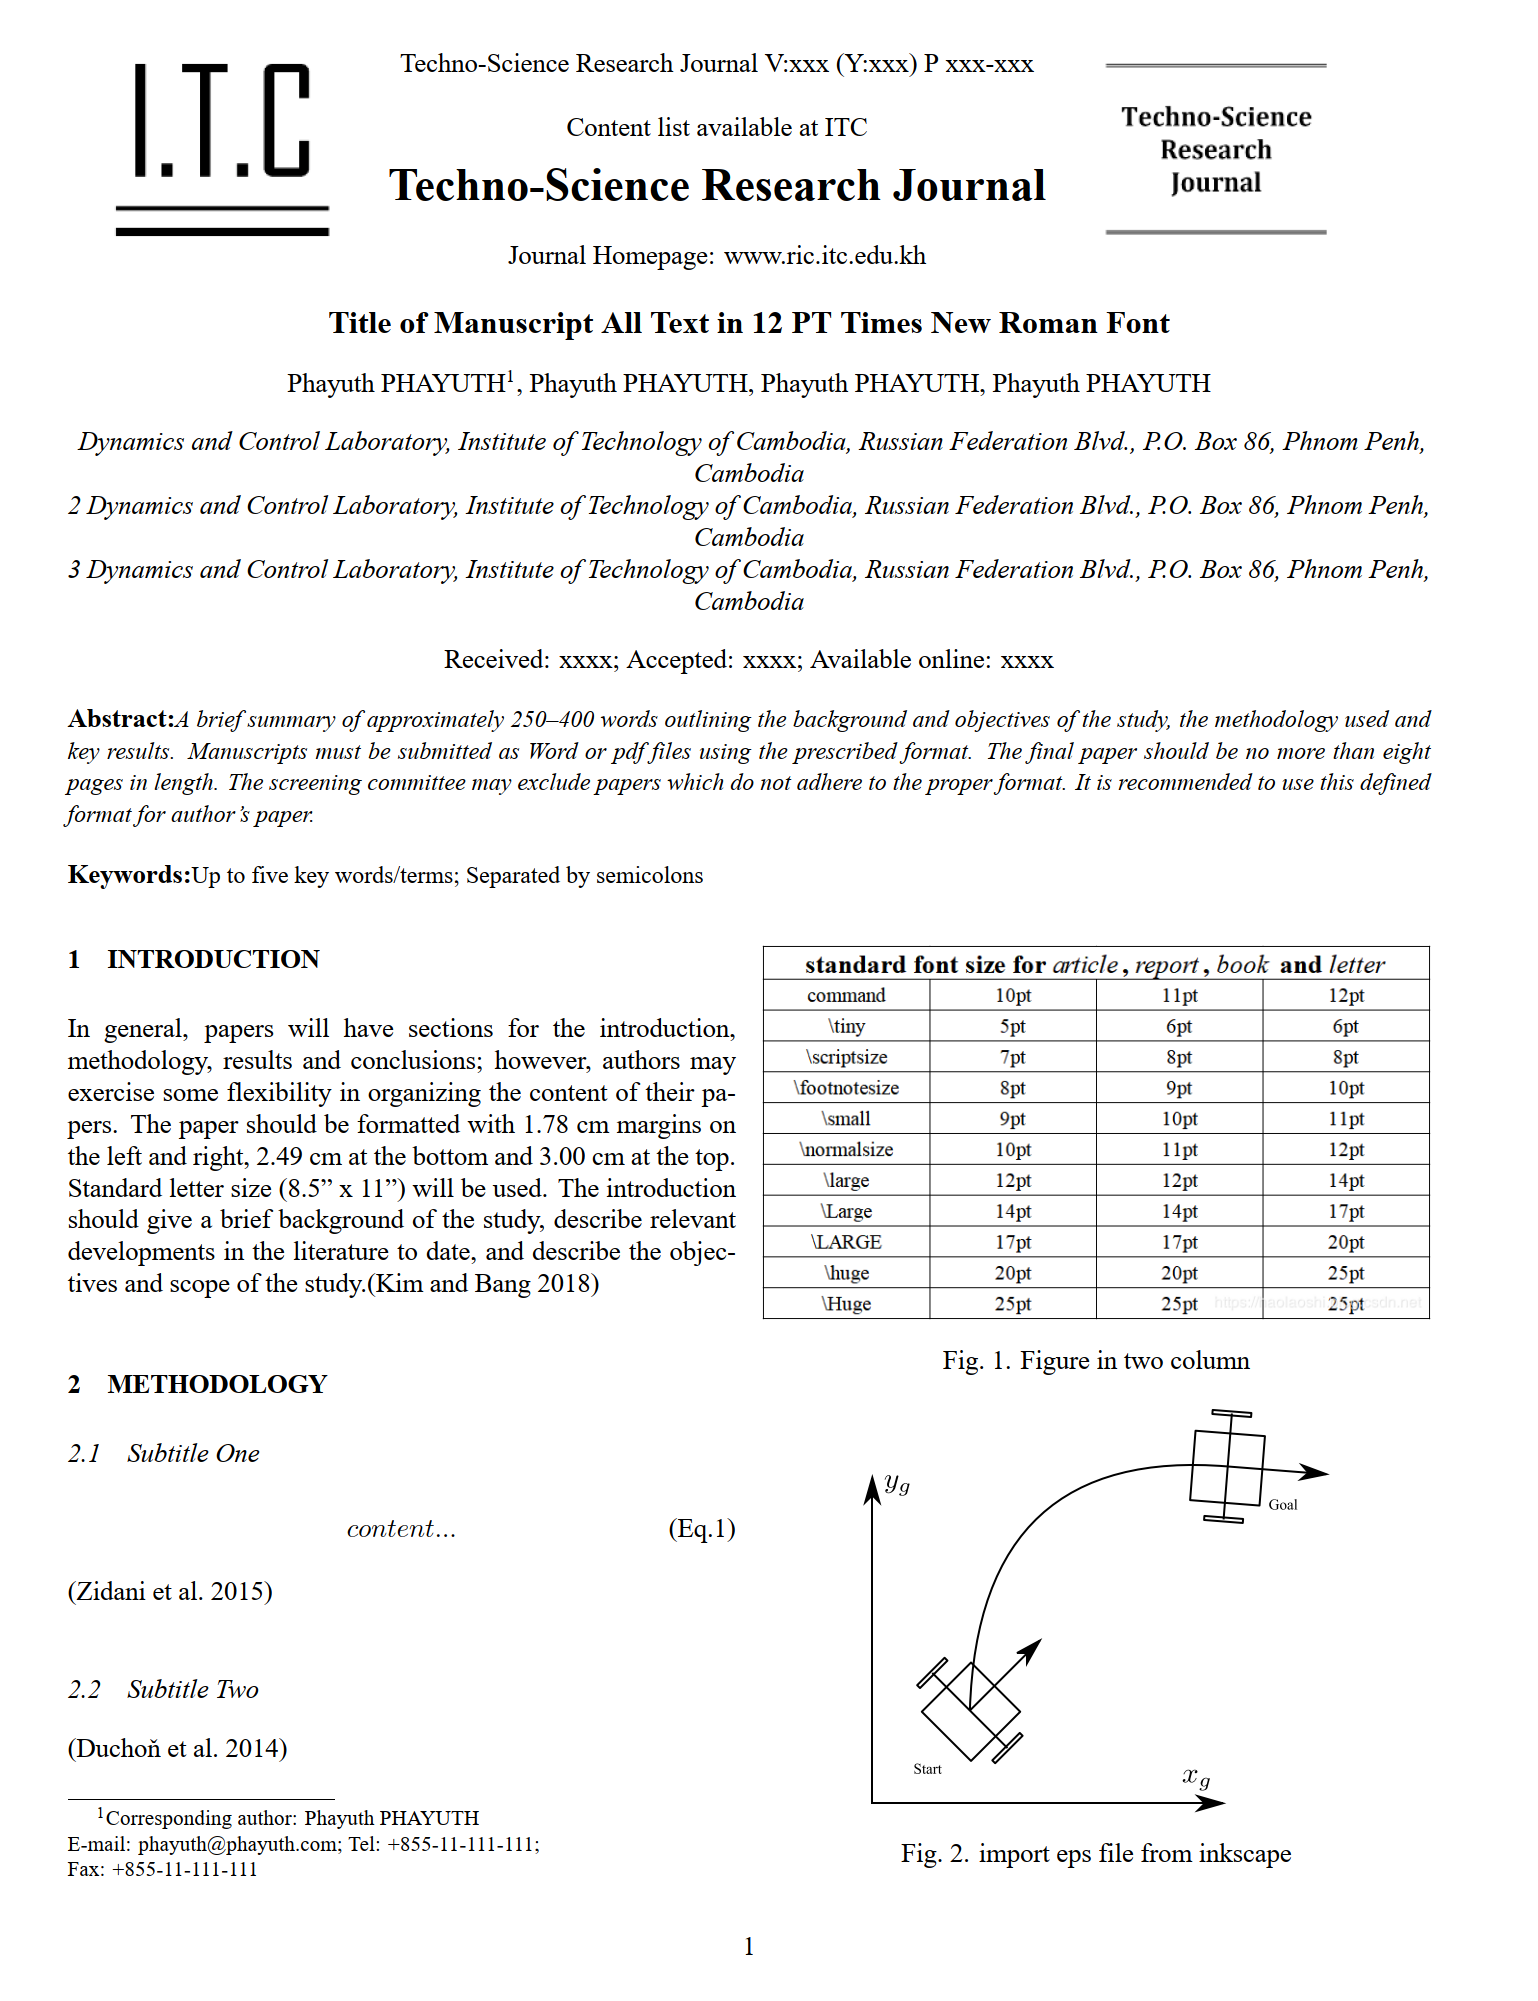 I.T.C
Techno-Science Research Journal V:xxx (Y:xxx) P xxx-xxx
Content list available at ITC
Techno-Science Research Journal
Journal Homepage: www.ric.itc.edu.kh
Techno-Science
Research
Journal
Title of Manuscript All Text in 12 PT Times New Roman Font
Phayuth PHAYUTH1, Phayuth PHAYUTH, Phayuth PHAYUTH, Phayuth PHAYUTH
Dynamics and Control Laboratory, Institute of Technology of Cambodia, Russian Federation Blvd., P.O. Box 86, Phnom Penh,
Cambodia
2 Dynamics and Control Laboratory, Institute of Technology of Cambodia, Russian Federation Blvd., P.O. Box 86, Phnom Penh,
Cambodia
3 Dynamics and Control Laboratory, Institute of Technology of Cambodia, Russian Federation Blvd., P.O. Box 86, Phnom Penh,
Cambodia
Received: xxxx; Accepted: xxxx; Available online: xxxx
Abstract:A brief summary of approximately 250–400 words outlining the background and objectives of the study, the methodology used and
key results. Manuscripts must be submitted as Word or pdf files using the prescribed format. The final paper should be no more than eight
pages in length. The screening committee may exclude papers which do not adhere to the proper format. It is recommended to use this defined
format for author’s paper.
Keywords:Up to five key words/terms; Separated by semicolons
1 INTRODUCTION
In general, papers will have sections for the introduction,
methodology, results and conclusions; however, authors may
exercise some flexibility in organizing the content of their pa-
pers. The paper should be formatted with 1.78 cm margins on
the left and right, 2.49 cm at the bottom and 3.00 cm at the top.
Standard letter size (8.5” x 11”) will be used. The introduction
should give a brief background of the study, describe relevant
developments in the literature to date, and describe the objec-
tives and scope of the study.(Kim and Bang 2018)
2 METHODOLOGY
2.1 Subtitle One
content... (Eq.1)
(Zidani et al. 2015)
2.2 Subtitle Two
(Duchoň et al. 2014)
1Corresponding author: Phayuth PHAYUTH
E-mail: phayuth@phayuth.com; Tel: +855-11-111-111;
Fax: +855-11-111-111
standard font size for article, report, book and letter
command 10pt 11pt 12pt
\tiny 5pt 6pt 6pt
\scriptsize 7pt 8pt 8pt
\footnotesize 8pt 9pt 10pt
\small 9pt 10pt 11pt
\normalsize 10pt 11pt 12pt
\large 12pt 12pt 14pt
\Large 14pt 14pt 17pt
\LARGE 17pt 17pt 20pt
\huge 20pt 20pt 25pt
\Huge 25pt 25pt 25pt
Fig. 1. Figure in two column
yg
Goal
Start
xg
Fig. 2. import eps file from inkscape
1